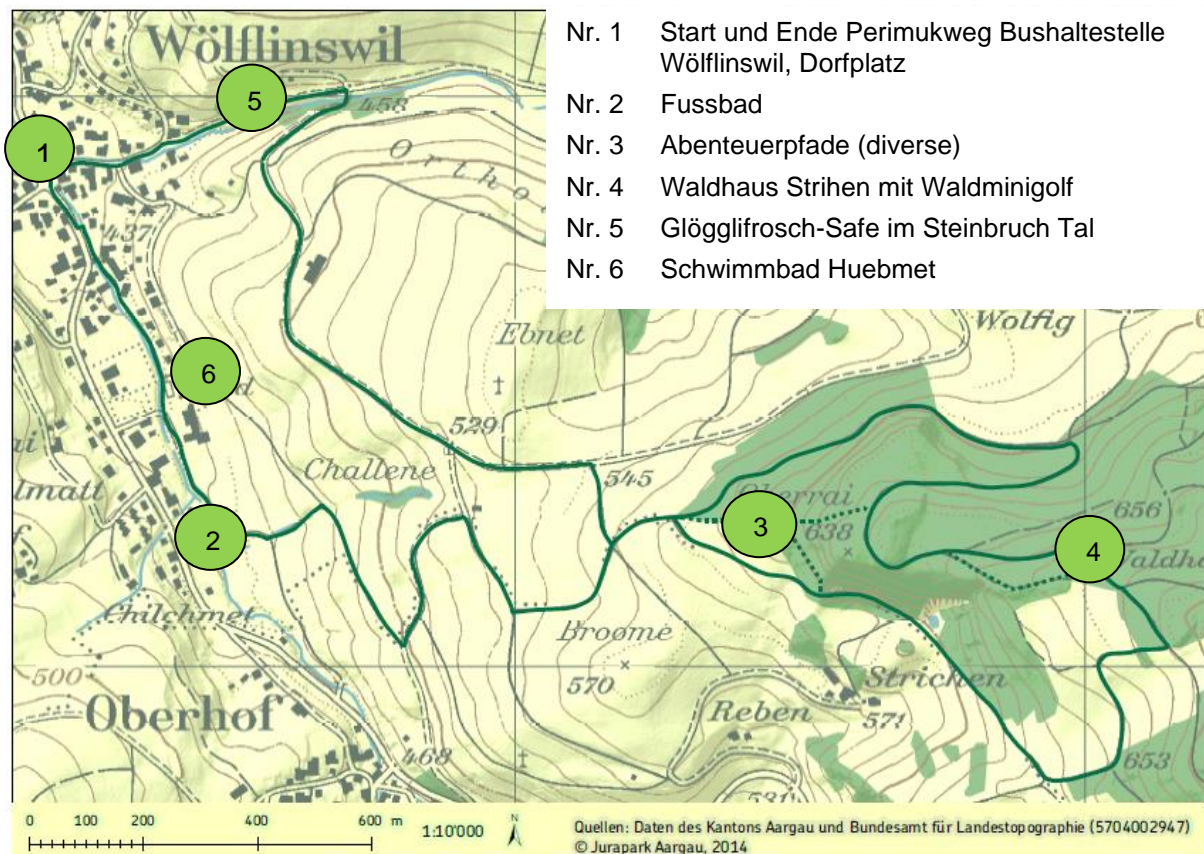 Nr. 1 Start und Ende Perimukweg Bushaltestelle
Wölflinswil, Dorfplatz
Nr. 2 Fussbad
Nr. 3 Abenteuerpfade (diverse)
Nr. 4 Waldhaus Strihen mit Waldminigolf
Nr. 5 Glögglifrosch-Safe im Steinbruch Tal
Nr. 6 Schwimmbad Huebmet
432
Wölflinswil
5
458
1
437
Wolfig
Ebnet
6
529
Challene
545
2
3
638
656
4
Chilchmet
Broome
570
500
Oberhof
Strichen
571
Reben
468
653
0 100 200 400 600 m
1:10'000
N
Quellen: Daten des Kantons Aargau und Bundesamt für Landestopographie (5704002947)
© Jurapark Aargau, 2014